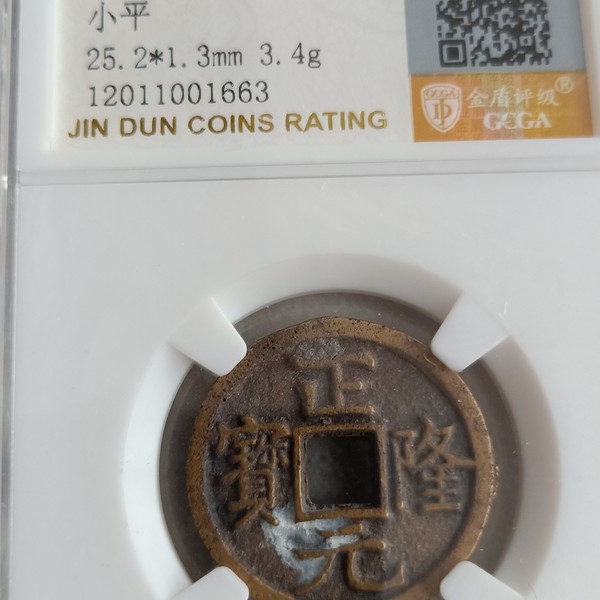 小平
25.2*1.3mm 3.4g
12011001663
JIN DUN COINS RATING
GCGA
金盾评级®
GCGA
正隆元寶